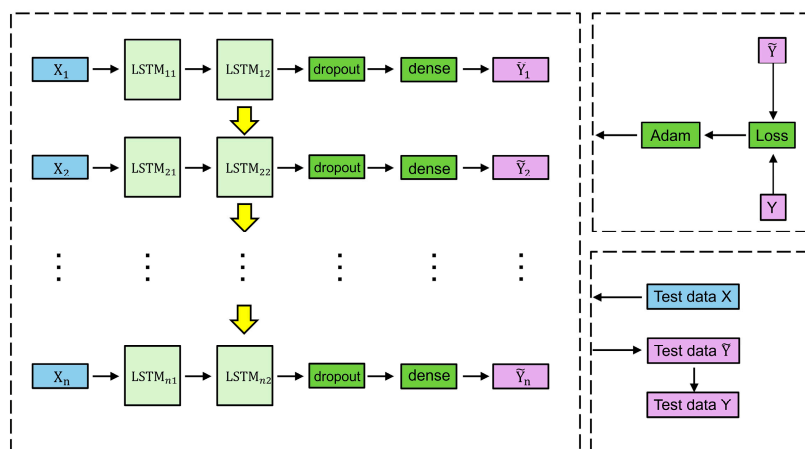 X₁ LSTM₁₁ LSTM₁₂ dropout dense Ỹ₁
X₂ LSTM₂₁ LSTM₂₂ dropout dense Ỹ₂
Xₙ LSTMₙ₁ LSTMₙ₂ dropout dense Ỹₙ
Ỹ
Adam Loss
Y
Test data X
Test data Ỹ
Test data Y